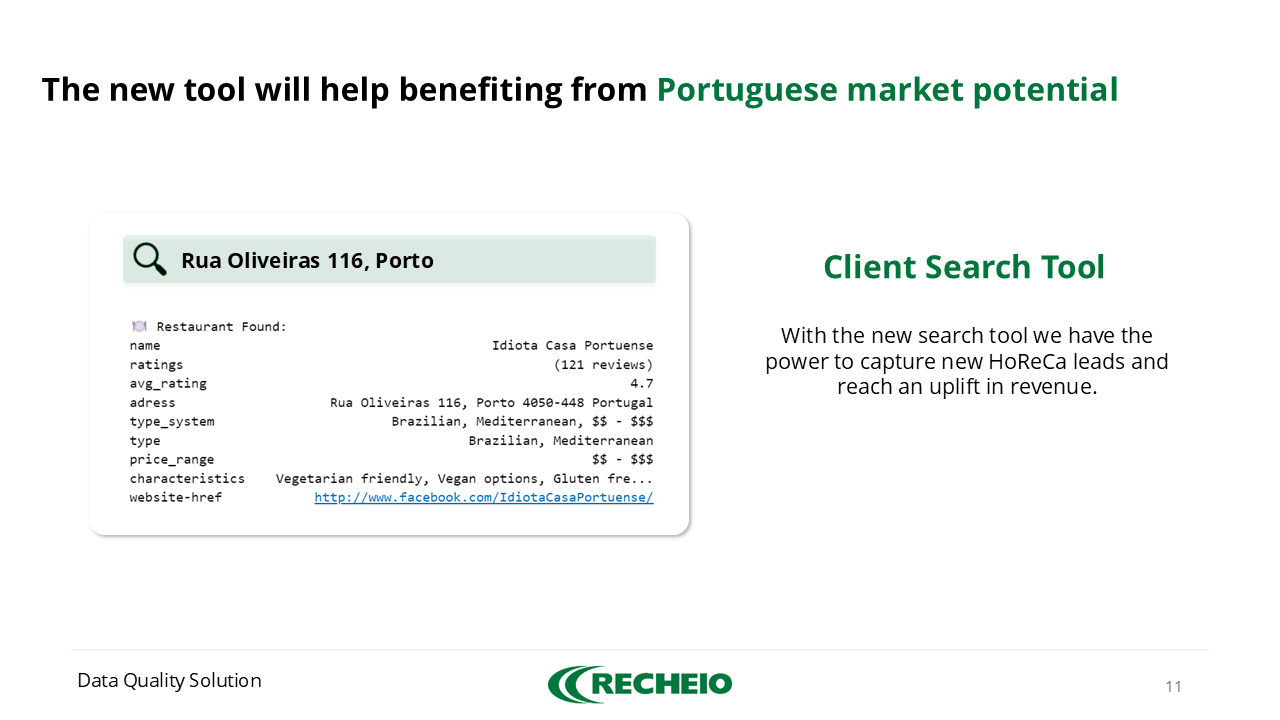 The new tool will help benefiting from Portuguese market potential
Rua Oliveiras 116, Porto
Restaurant Found:
name Idiota Casa Portuense
ratings (121 reviews)
avg_rating 4.7
adress Rua Oliveiras 116, Porto 4050-448 Portugal
type_system Brazilian, Mediterranean, $$ - $$$
type Brazilian, Mediterranean
price_range $$ - $$$
characteristics Vegetarian friendly, Vegan options, Gluten fre...
website-href http://www.facebook.com/IdiotaCasaPortuense/
Client Search Tool
With the new search tool we have the
power to capture new HoReCa leads and
reach an uplift in revenue.
Data Quality Solution
RECHEIO
11